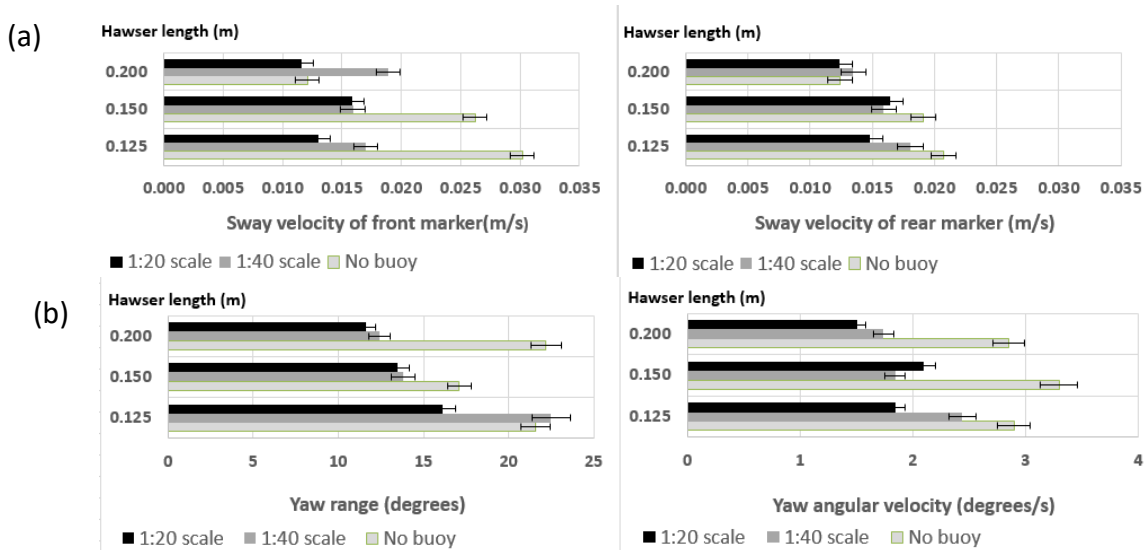 (a)
Hawser length (m)
0.200
0.150
0.125
0.000 0.005 0.010 0.015 0.020 0.025 0.030 0.035
Sway velocity of front marker(m/s)
1:20 scale 1:40 scale No buoy
Hawser length (m)
0.200
0.150
0.125
0.000 0.005 0.010 0.015 0.020 0.025 0.030 0.035
Sway velocity of rear marker (m/s)
1:20 scale 1:40 scale No buoy
(b)
Hawser length (m)
0.200
0.150
0.125
0 5 10 15 20 25
Yaw range (degrees)
1:20 scale 1:40 scale No buoy
Hawser length (m)
0.200
0.150
0.125
0 1 2 3 4
Yaw angular velocity (degrees/s)
1:20 scale 1:40 scale No buoy